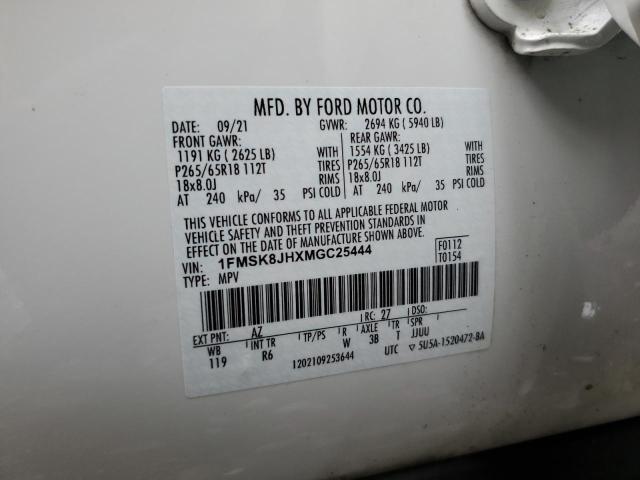 MFD. BY FORD MOTOR CO.
DATE: 09/21 GVWR: 2694 KG ( 5940 LB)
FRONT GAWR: REAR GAWR:
1191 KG ( 2625 LB) 1554 KG ( 3425 LB)
P265/65R18 112T TIRES P265/65R18 112T TIRES
18x8.0J RIMS 18x8.0J RIMS
AT 240 kPa/ 35 PSI COLD AT 240 kPa/ 35 PSI COLD
THIS VEHICLE CONFORMS TO ALL APPLICABLE FEDERAL MOTOR
VEHICLE SAFETY AND THEFT PREVENTION STANDARDS IN
EFFECT ON THE DATE OF MANUFACTURE SHOWN ABOVE.
VIN: 1FMSK8JHXMGC25444 F0112
TYPE: MPV T0154
EXT PNT: AZ RC: 27 DSO:
WB INT TR TP/PS R AXLE TR SPR
119 R6 W 3B T JJUU
1202109253644 UTC ▽ 5U5A-1520472-BA